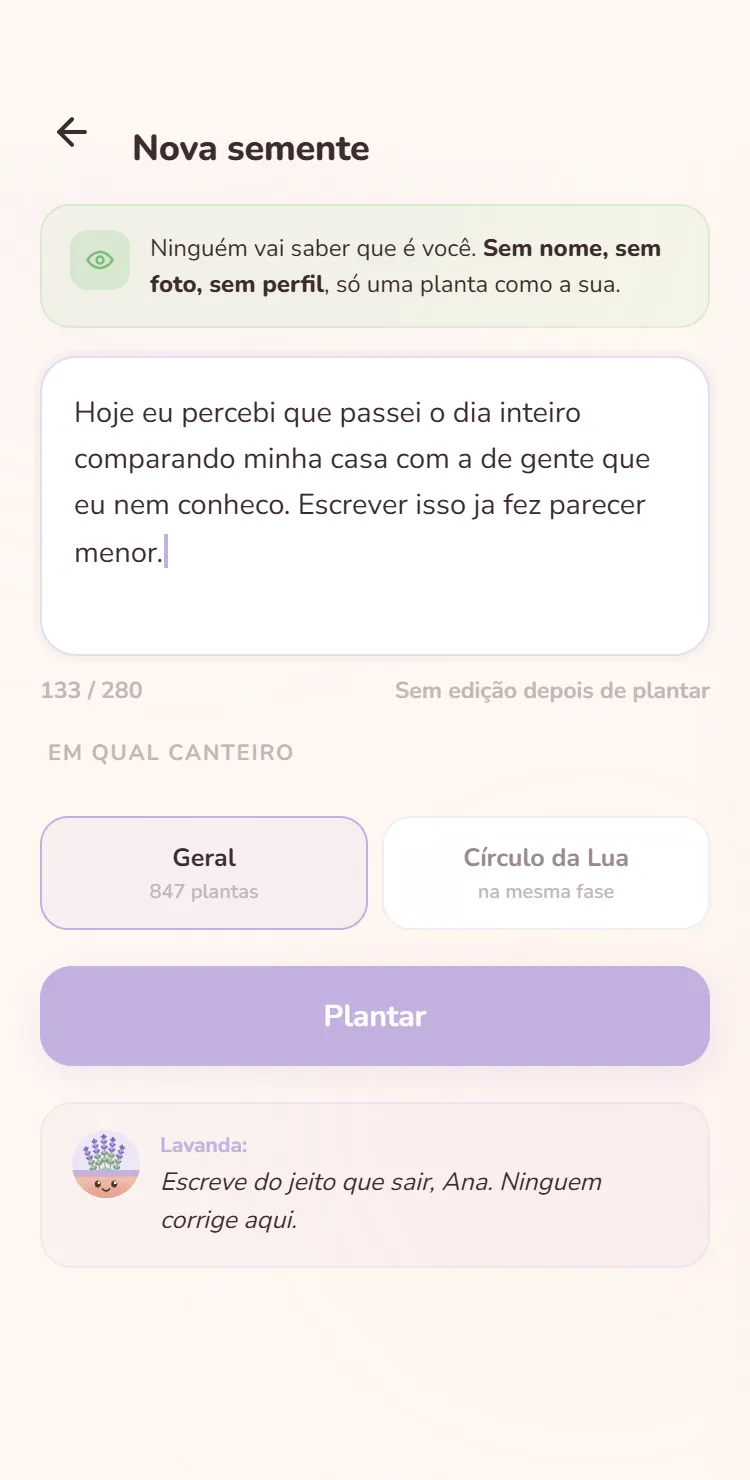 Nova semente
Ninguém vai saber que é você. Sem nome, sem
foto, sem perfil, só uma planta como a sua.
Hoje eu percebi que passei o dia inteiro
comparando minha casa com a de gente que
eu nem conheco. Escrever isso ja fez parecer
menor.
133 / 280
Sem edição depois de plantar
EM QUAL CANTEIRO
Geral
847 plantas
Círculo da Lua
na mesma fase
Plantar
Lavanda:
Escreve do jeito que sair, Ana. Ninguem
corrige aqui.